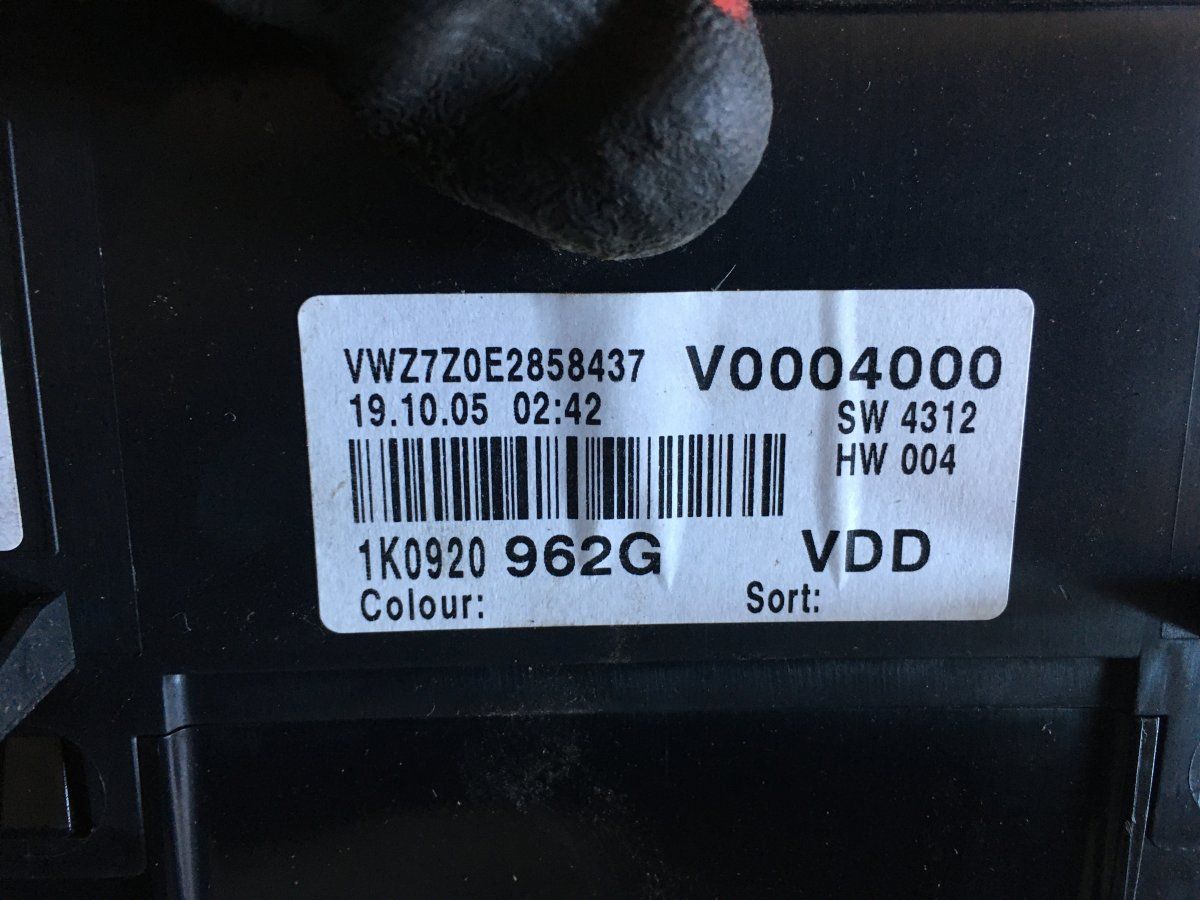 VWZ7Z0E2858437 V0004000
19.10.05 02:42 SW 4312
HW 004
1K0920 962G VDD
Colour: Sort: